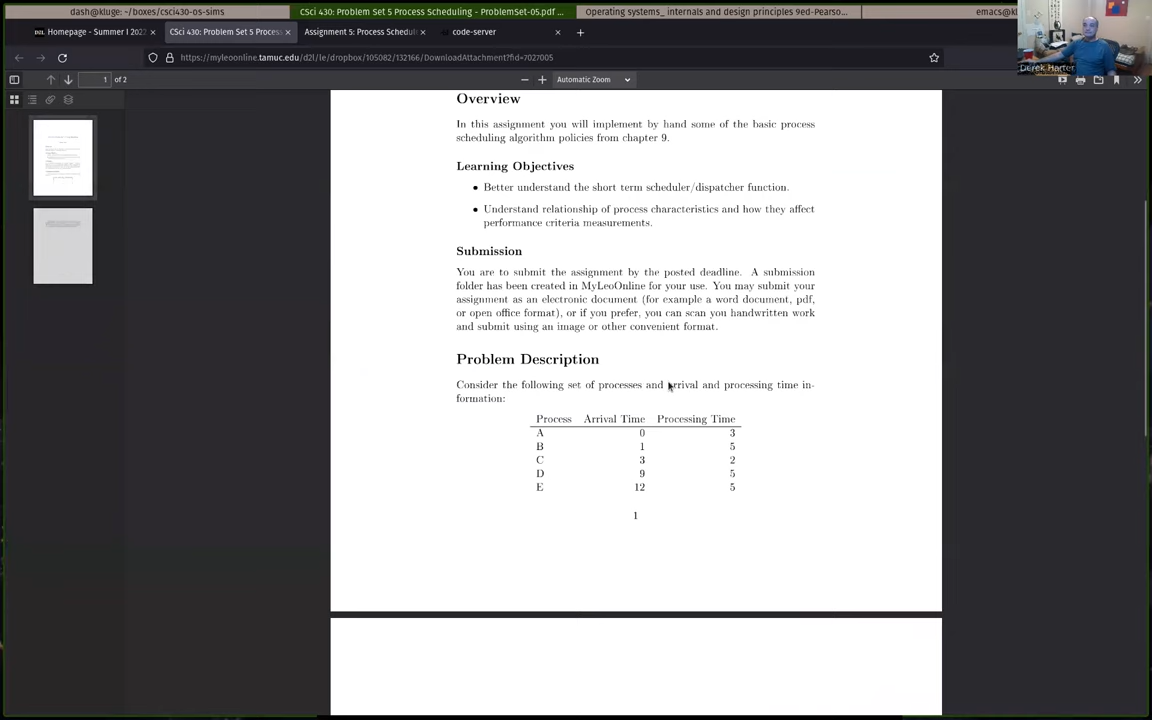 dash@kluge: ~/boxes/csci430-os-sims
CSci 430: Problem Set 5 Process Scheduling - ProblemSet-05.pdf ...
Operating systems_ internals and design principles 9ed-Pearso...
emacs@kl
Homepage - Summer I 2022
CSci 430: Problem Set 5 Process
Assignment 5: Process Schedul
code-server
https://myleoonline.tamuc.edu/d2l/le/dropbox/105082/132166/DownloadAttachment?fid=7027005
Derek Harter
1 of 2
Automatic Zoom
Overview
In this assignment you will implement by hand some of the basic process
scheduling algorithm policies from chapter 9.
Learning Objectives
• Better understand the short term scheduler/dispatcher function.
• Understand relationship of process characteristics and how they affect
performance criteria measurements.
Submission
You are to submit the assignment by the posted deadline. A submission
folder has been created in MyLeoOnline for your use. You may submit your
assignment as an electronic document (for example a word document, pdf,
or open office format), or if you prefer, you can scan you handwritten work
and submit using an image or other convenient format.
Problem Description
Consider the following set of processes and arrival and processing time in-
formation:
Process Arrival Time Processing Time
A 0 3
B 1 5
C 3 2
D 9 5
E 12 5
1